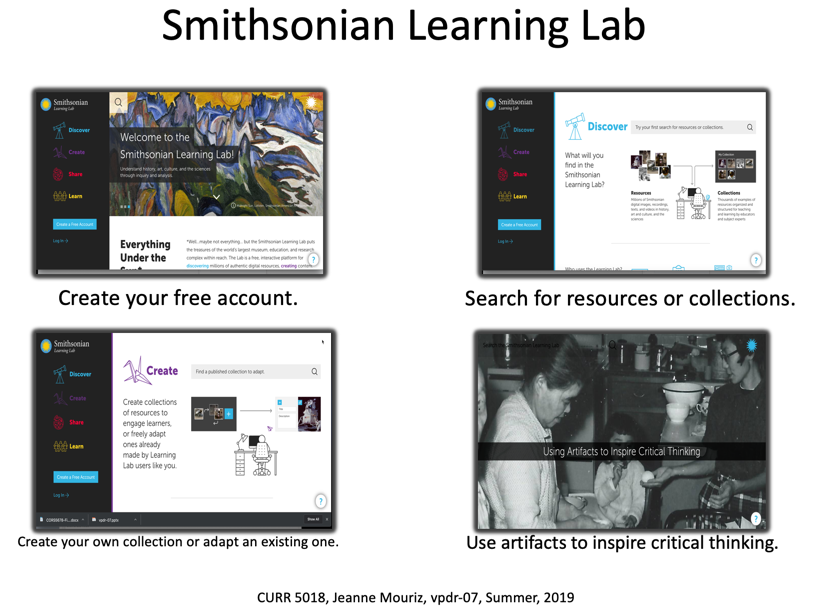 Smithsonian Learning Lab
Smithsonian
Learning Lab
Discover
Create
Share
Learn
Create a Free Account
Log In
Welcome to the
Smithsonian Learning Lab!
Understand history, art, culture, and the sciences
through inquiry and analysis.
Everything
Under the
Sun*
*Well...maybe not everything... but the Smithsonian Learning Lab puts
the treasures of the world's largest museum, education, and research
complex within reach. The Lab is a free, interactive platform for
discovering millions of authentic digital resources, creating content
?
Create your free account.
Smithsonian
Learning Lab
Discover
Create
Share
Learn
Create a Free Account
Log In
Discover
Try your first search for resources or collections.
What will you
find in the
Smithsonian
Learning Lab?
Resources
Millions of Smithsonian
digital images, recordings,
texts, and videos in history,
art and culture, and the
sciences.
Collections
Thousands of examples of
resources organized and
structured for teaching
and learning by education
and subject experts.
?
Search for resources or collections.
Smithsonian
Learning Lab
Discover
Create
Share
Learn
Create a Free Account
Log In
Create
Find a published collection to adapt
Create collections
of resources to
engage learners,
or freely adapt
ones already
made by Learning
Lab users like you.
?
vpdr-07.pptx
Show All
Create your own collection or adapt an existing one.
Using Artifacts to Inspire Critical Thinking
?
Use artifacts to inspire critical thinking.
CURR 5018, Jeanne Mouriz, vpdr-07, Summer, 2019